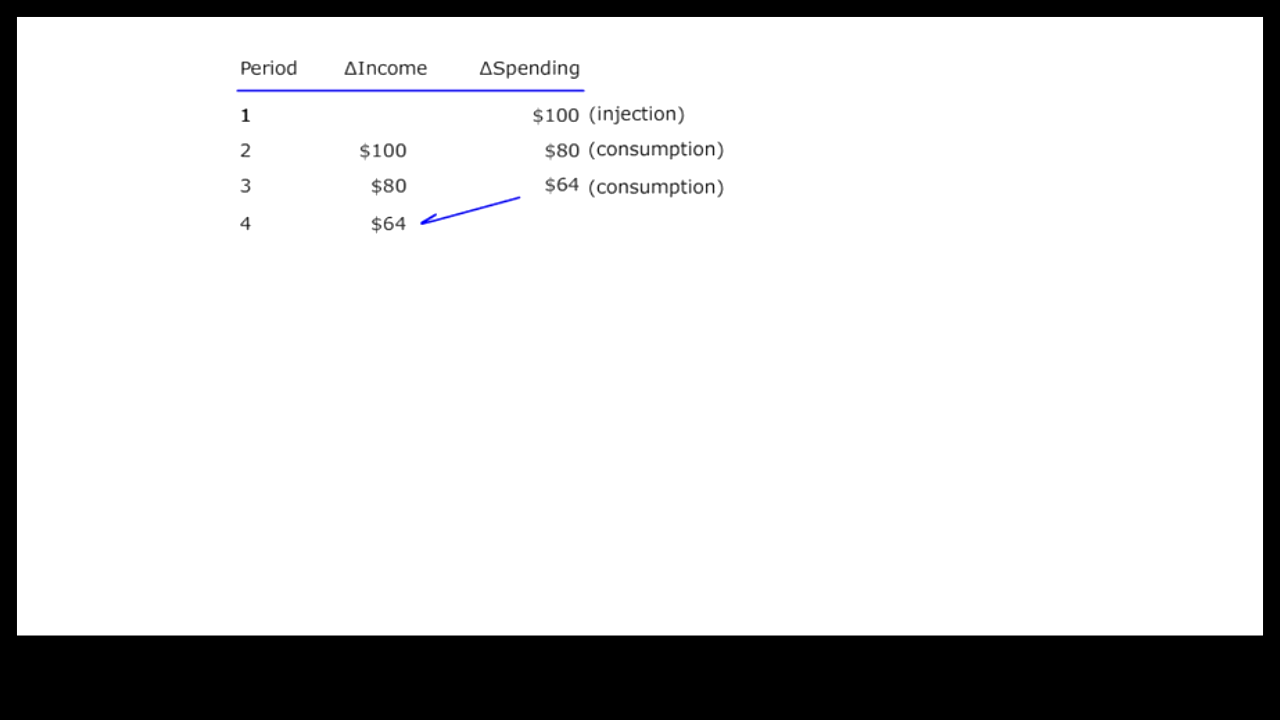 Period ΔIncome ΔSpending
1 $100 (injection)
2 $100 $80 (consumption)
3 $80 $64 (consumption)
4 $64